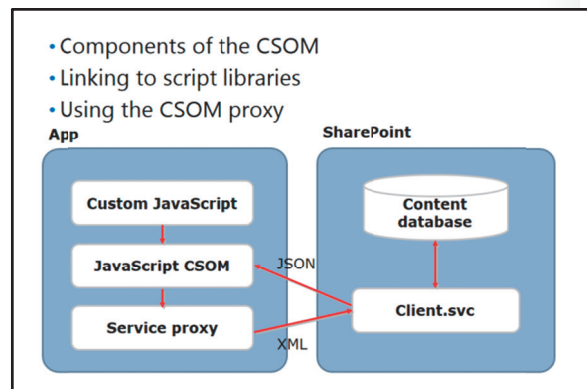 • Components of the CSOM
• Linking to script libraries
• Using the CSOM proxy
App
SharePoint
Custom JavaScript
JavaScript CSOM
Service proxy
JSON
XML
Content
database
Client.svc